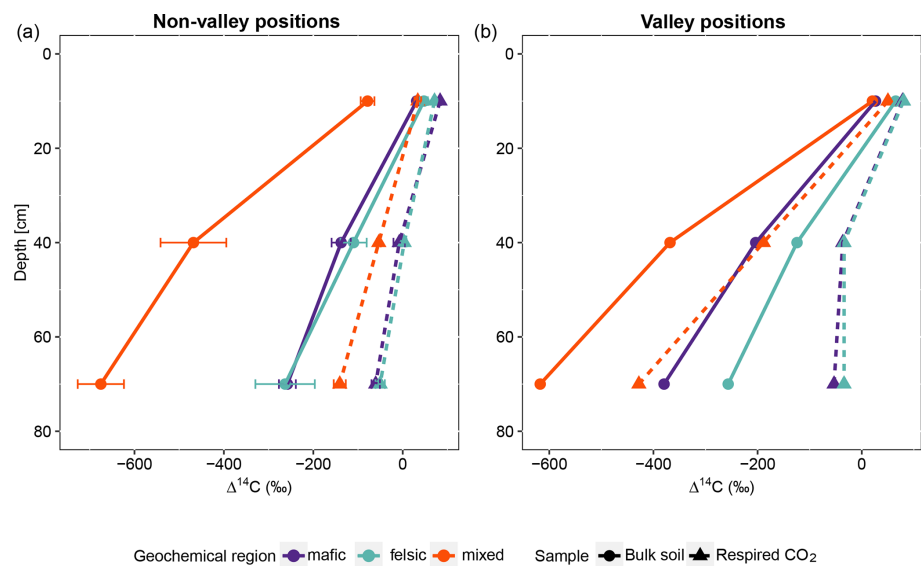 Non-valley positions
Valley positions
(a)
(b)
Depth [cm]
0
20
40
60
80
0
20
40
60
80
−600
−400
−200
0
−600
−400
−200
0
Δ¹⁴C (‰)
Δ¹⁴C (‰)
Geochemical region mafic felsic mixed Sample Bulk soil Respired CO₂